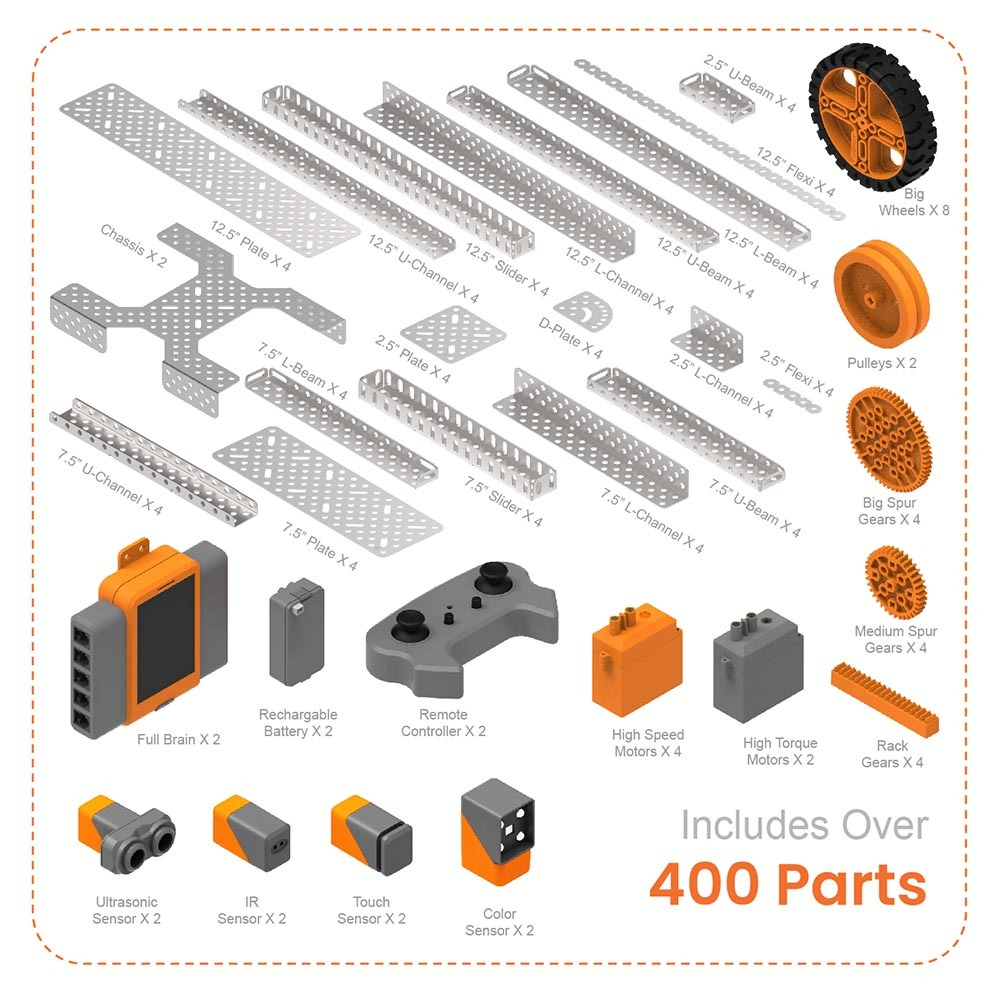 2.5" U-Beam X 4
12.5" Flexi X 4
Big
Wheels X 8
Chassis X 2
12.5" Plate X 4
12.5" U-Channel X 4
12.5" Slider X 4
12.5" L-Channel X 4
12.5" U-Beam X 4
12.5" L-Beam X 4
7.5" L-Beam X 4
2.5" Plate X 4
D-Plate X 4
2.5" L-Channel X 4
2.5" Flexi X 4
Pulleys X 2
7.5" U-Channel X 4
7.5" Plate X 4
7.5" Slider X 4
7.5" L-Channel X 4
7.5" U-Beam X 4
Big Spur
Gears X 4
Medium Spur
Gears X 4
Full Brain X 2
Rechargable
Battery X 2
Remote
Controller X 2
High Speed
Motors X 4
High Torque
Motors X 2
Rack
Gears X 4
Ultrasonic
Sensor X 2
IR
Sensor X 2
Touch
Sensor X 2
Color
Sensor X 2
Includes Over
400 Parts